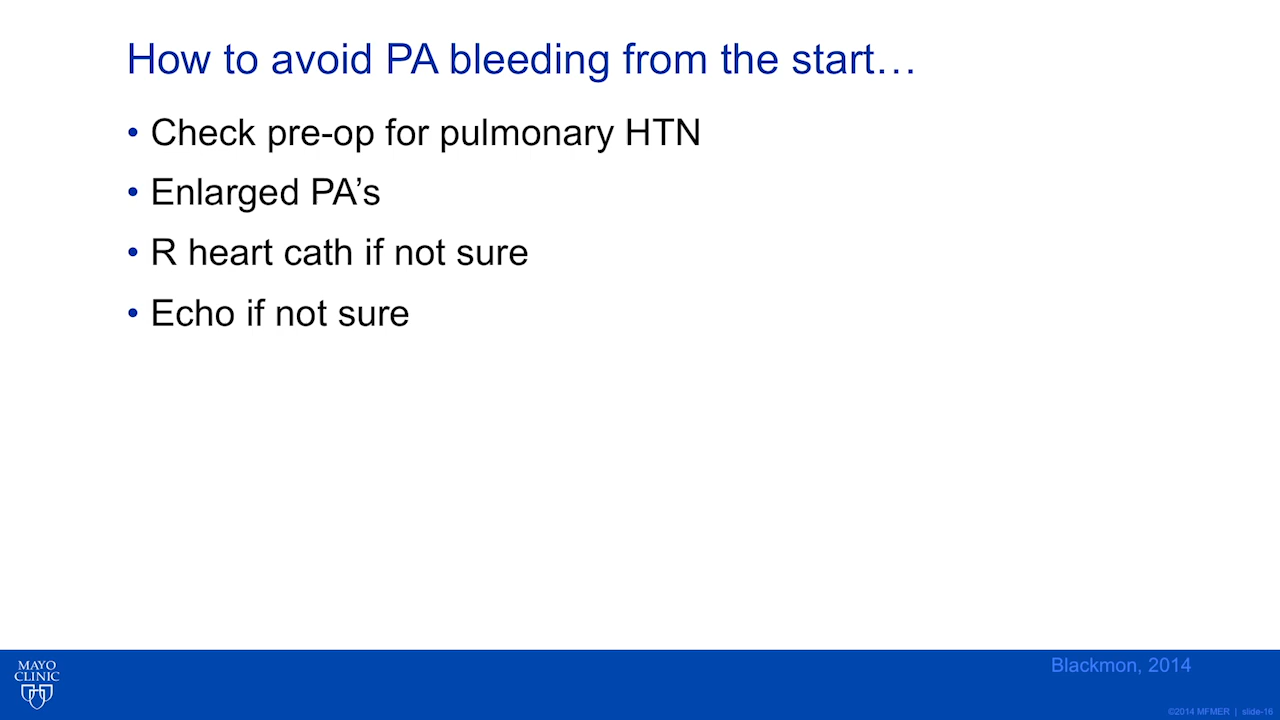 How to avoid PA bleeding from the start…
• Check pre-op for pulmonary HTN
• Enlarged PA’s
• R heart cath if not sure
• Echo if not sure
MAYO
CLINIC
Blackmon, 2014
©2014 MFMER | slide-16